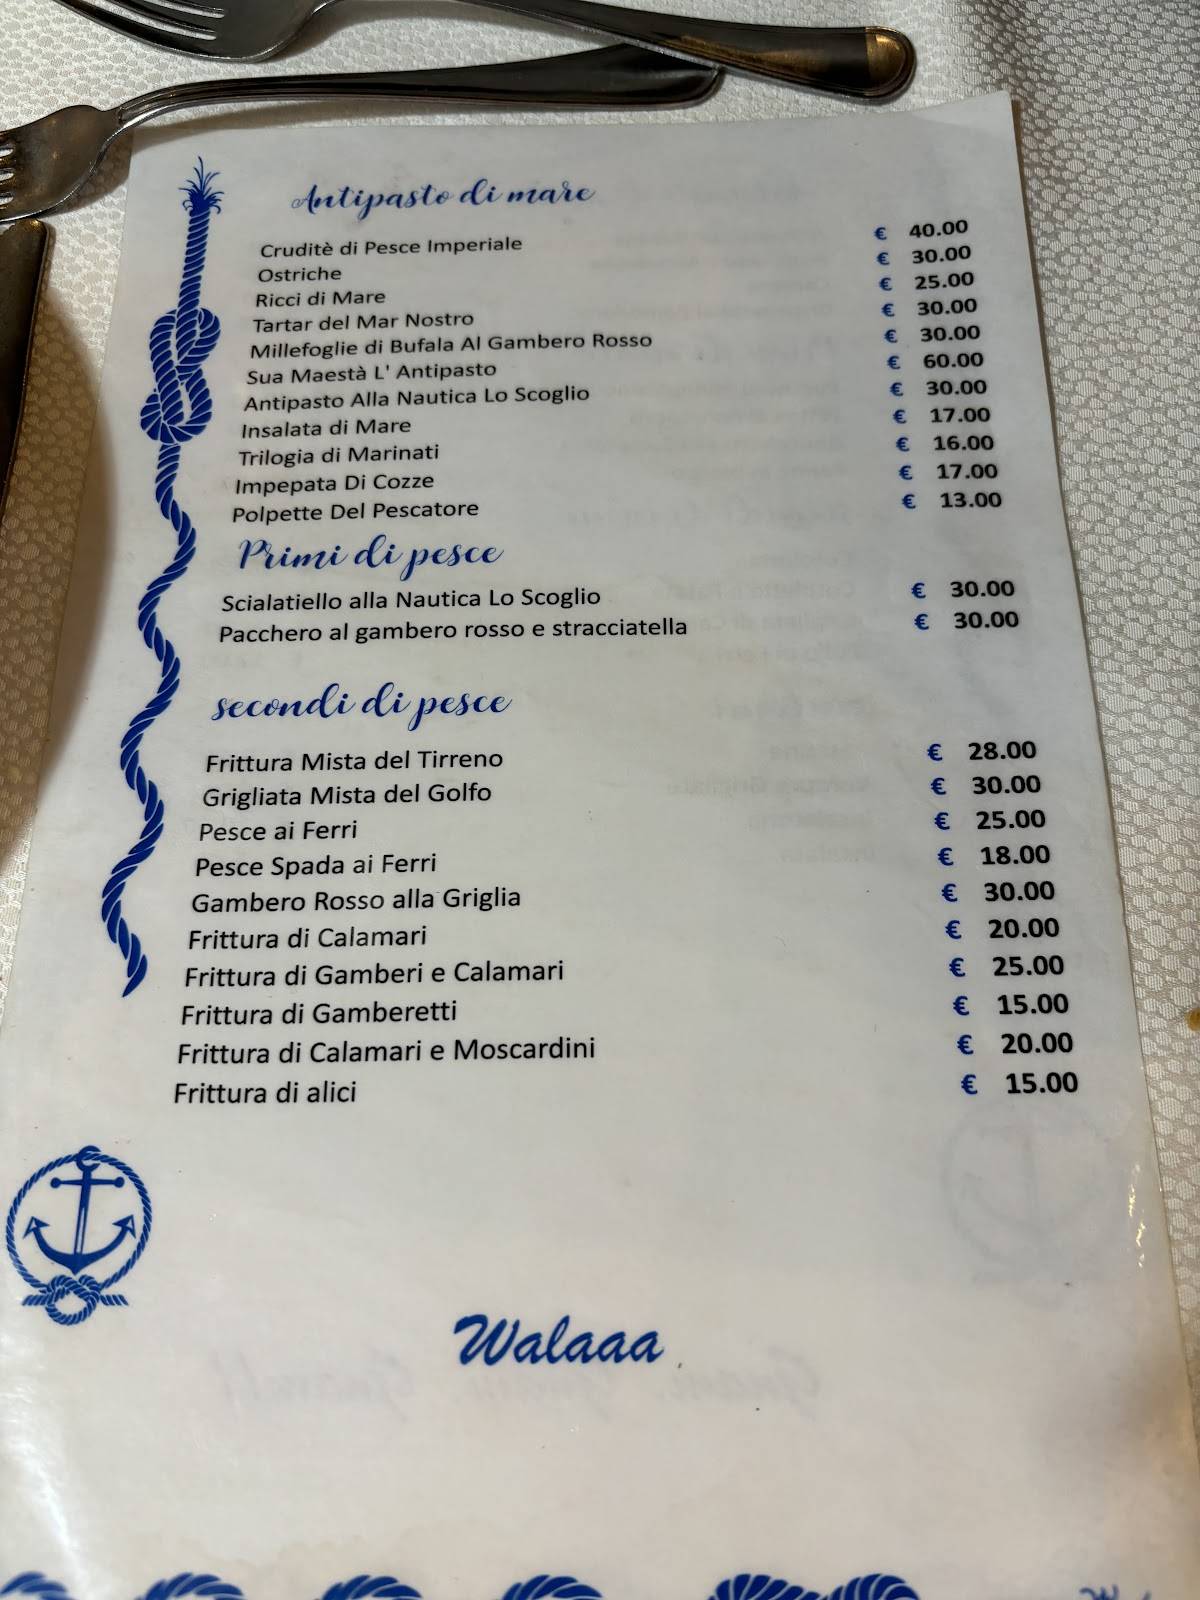 Antipasto di mare
Cruditè di Pesce Imperiale € 40.00
Ostriche € 30.00
Ricci di Mare € 25.00
Tartar del Mar Nostro € 30.00
Millefoglie di Bufala Al Gambero Rosso € 30.00
Sua Maestà L' Antipasto € 60.00
Antipasto Alla Nautica Lo Scoglio € 30.00
Insalata di Mare € 17.00
Trilogia di Marinati € 16.00
Impepata Di Cozze € 17.00
Polpette Del Pescatore € 13.00
Primi di pesce
Scialatiello alla Nautica Lo Scoglio € 30.00
Pacchero al gambero rosso e stracciatella € 30.00
secondi di pesce
Frittura Mista del Tirreno € 28.00
Grigliata Mista del Golfo € 30.00
Pesce ai Ferri € 25.00
Pesce Spada ai Ferri € 18.00
Gambero Rosso alla Griglia € 30.00
Frittura di Calamari € 20.00
Frittura di Gamberi e Calamari € 25.00
Frittura di Gamberetti € 15.00
Frittura di Calamari e Moscardini € 20.00
Frittura di alici € 15.00
Walaaa